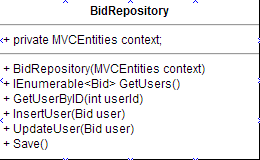 BidRepository
+ private MVCEntities context;
+ BidRepository(MVCEntities context)
+ IEnumerable<Bid> GetUsers()
+ GetUserByID(int userId)
+ InsertUser(Bid user)
+ UpdateUser(Bid user)
+ Save()